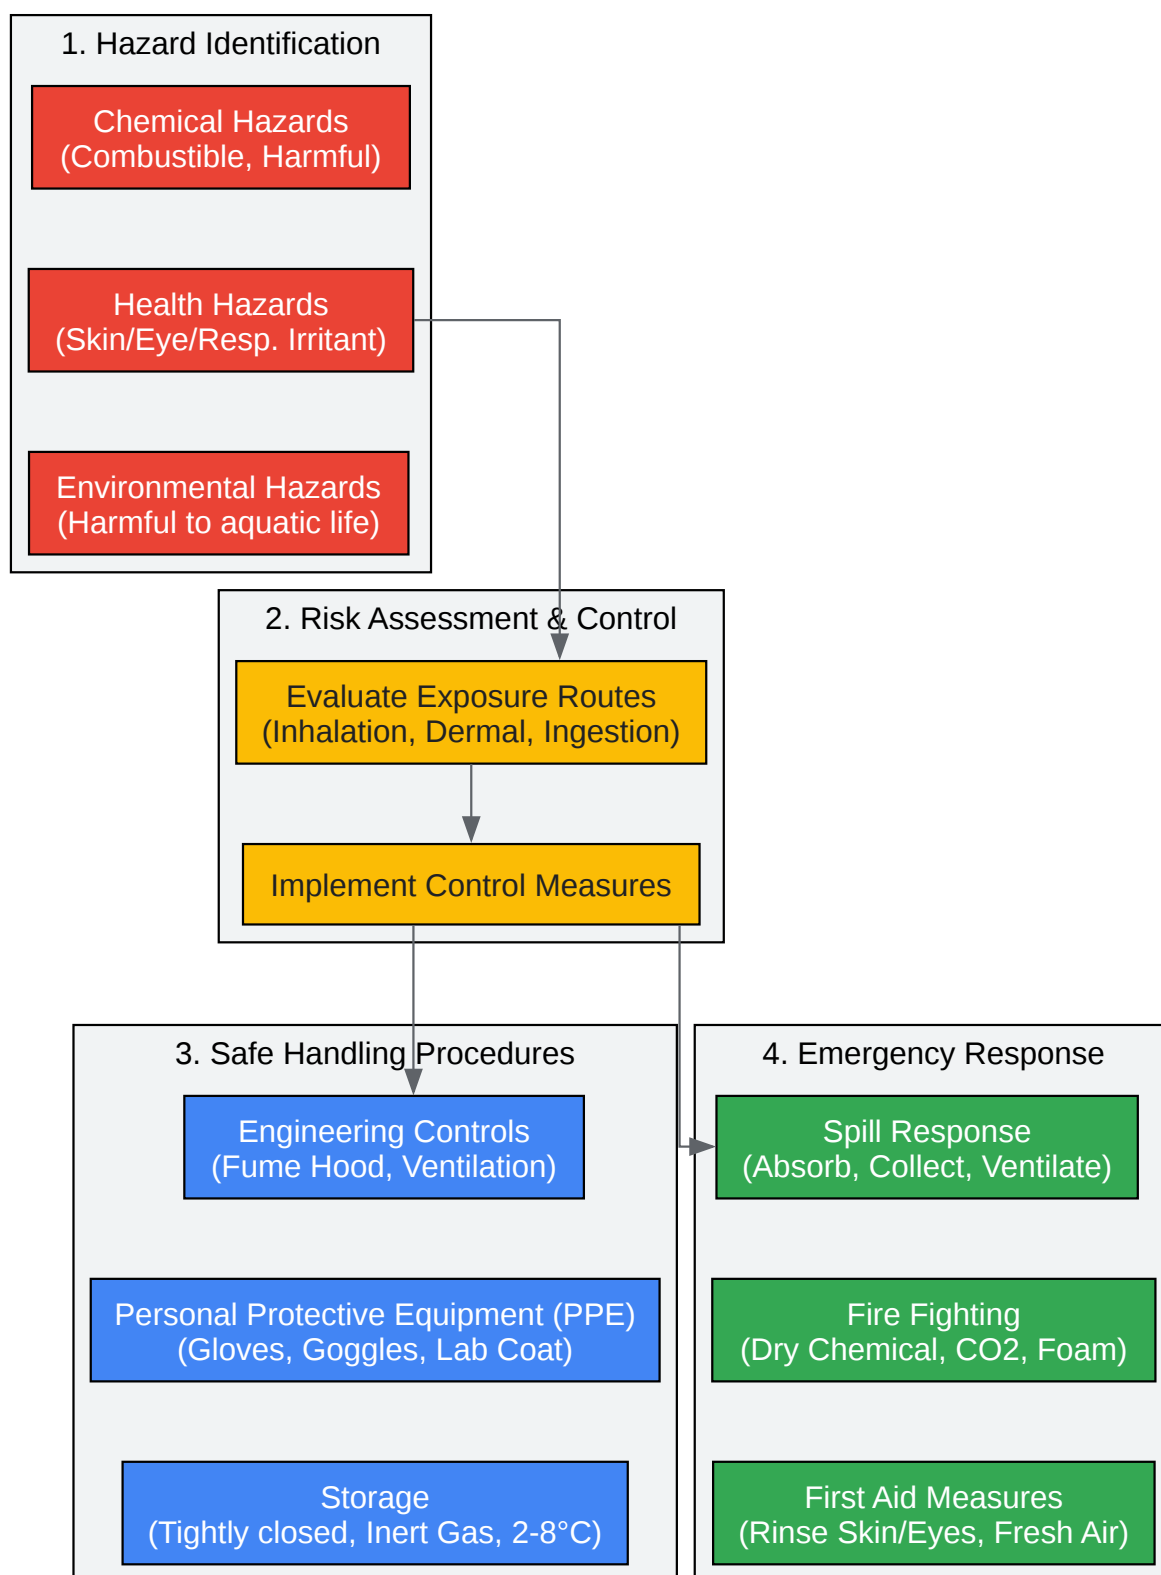 1. Hazard Identification
Chemical Hazards
(Combustible, Harmful)
Health Hazards
(Skin/Eye/Resp. Irritant)
Environmental Hazards
(Harmful to aquatic life)
2. Risk Assessment & Control
Evaluate Exposure Routes
(Inhalation, Dermal, Ingestion)
Implement Control Measures
3. Safe Handling Procedures
Engineering Controls
(Fume Hood, Ventilation)
Personal Protective Equipment (PPE)
(Gloves, Goggles, Lab Coat)
Storage
(Tightly closed, Inert Gas, 2-8°C)
4. Emergency Response
Spill Response
(Absorb, Collect, Ventilate)
Fire Fighting
(Dry Chemical, CO2, Foam)
First Aid Measures
(Rinse Skin/Eyes, Fresh Air)